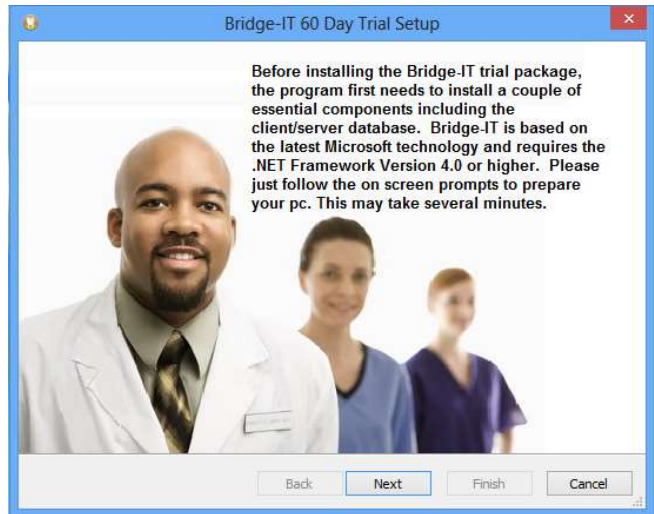 Bridge-IT 60 Day Trial Setup
Before installing the Bridge-IT trial package,
the program first needs to install a couple of
essential components including the
client/server database.  Bridge-IT is based on
the latest Microsoft technology and requires the
.NET Framework Version 4.0 or higher.  Please
just follow the on screen prompts to prepare
your pc. This may take several minutes.
Back Next Finish Cancel